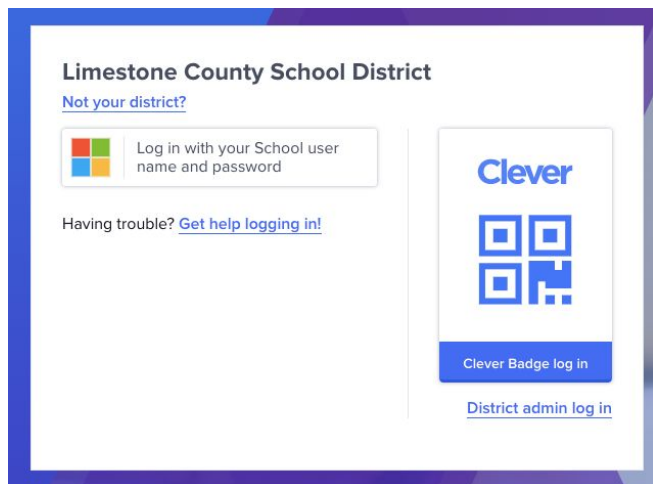 Limestone County School District
Not your district?
Log in with your School user
name and password
Having trouble? Get help logging in!
Clever
Clever Badge log in
District admin log in